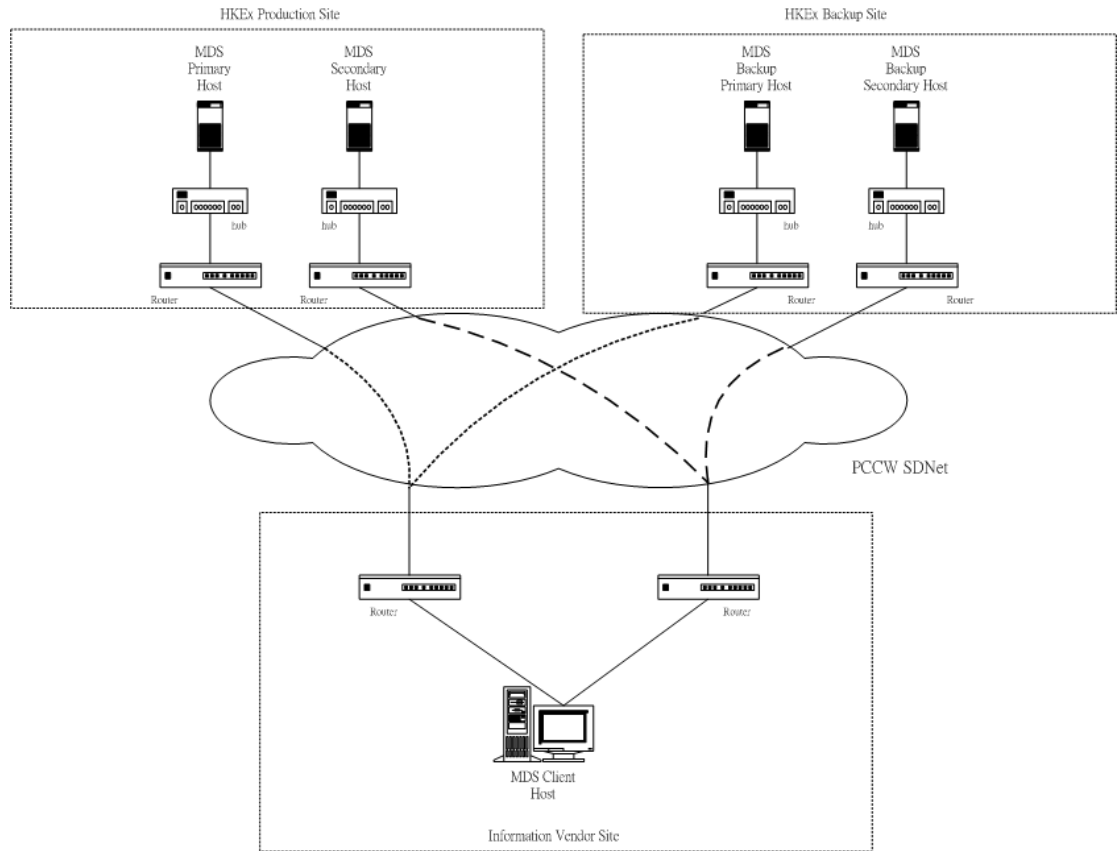 HKEx Production Site
HKEx Backup Site
MDS
Primary
Host
MDS
Secondary
Host
MDS
Backup
Primary Host
MDS
Backup
Secondary Host
hub
hub
hub
hub
Router
Router
Router
Router
PCCW SDNet
Router
Router
MDS Client
Host
Information Vendor Site